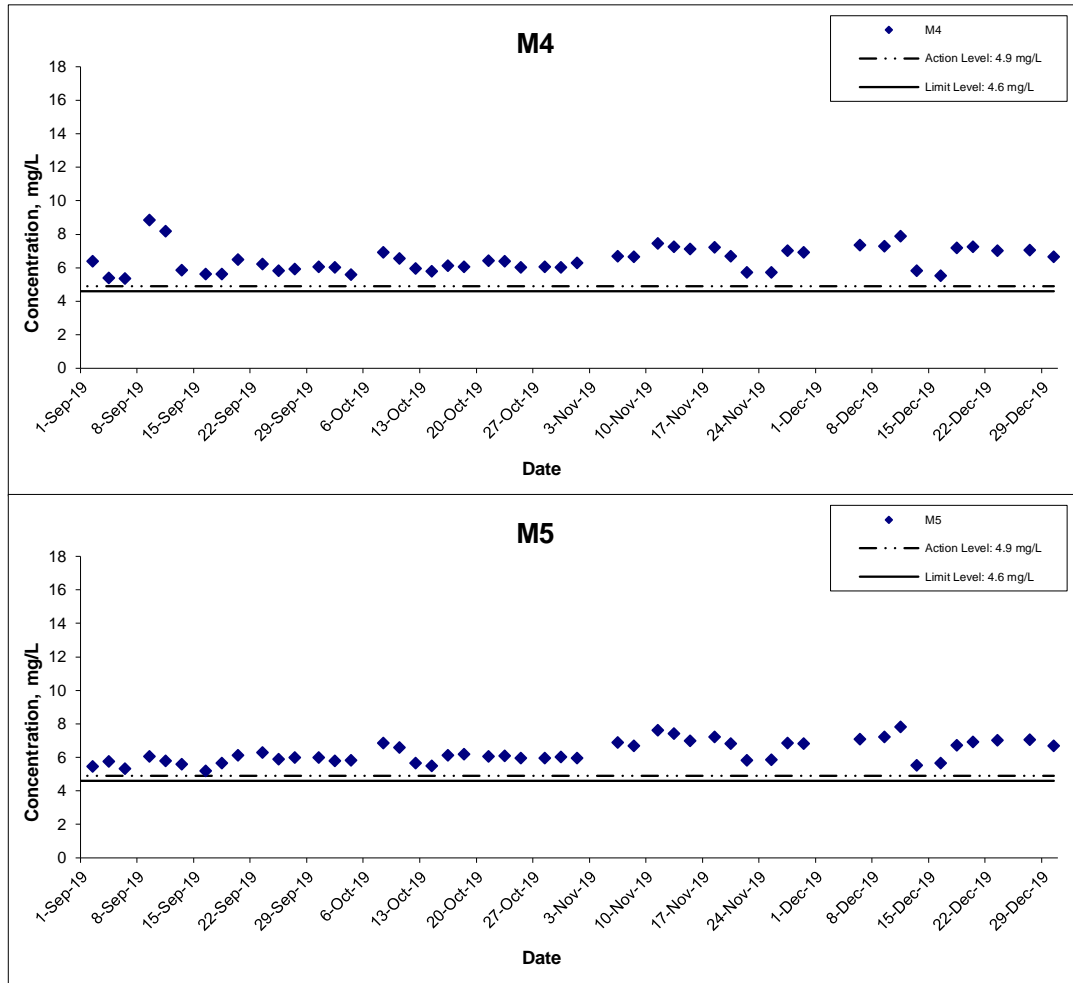 M4
M4
Action Level: 4.9 mg/L
Limit Level: 4.6 mg/L
18
16
14
12
10
8
6
4
2
0
Concentration, mg/L
1-Sep-19
8-Sep-19
15-Sep-19
22-Sep-19
29-Sep-19
6-Oct-19
13-Oct-19
20-Oct-19
27-Oct-19
3-Nov-19
10-Nov-19
17-Nov-19
24-Nov-19
1-Dec-19
8-Dec-19
15-Dec-19
22-Dec-19
29-Dec-19
Date
M5
M5
Action Level: 4.9 mg/L
Limit Level: 4.6 mg/L
18
16
14
12
10
8
6
4
2
0
Concentration, mg/L
1-Sep-19
8-Sep-19
15-Sep-19
22-Sep-19
29-Sep-19
6-Oct-19
13-Oct-19
20-Oct-19
27-Oct-19
3-Nov-19
10-Nov-19
17-Nov-19
24-Nov-19
1-Dec-19
8-Dec-19
15-Dec-19
22-Dec-19
29-Dec-19
Date